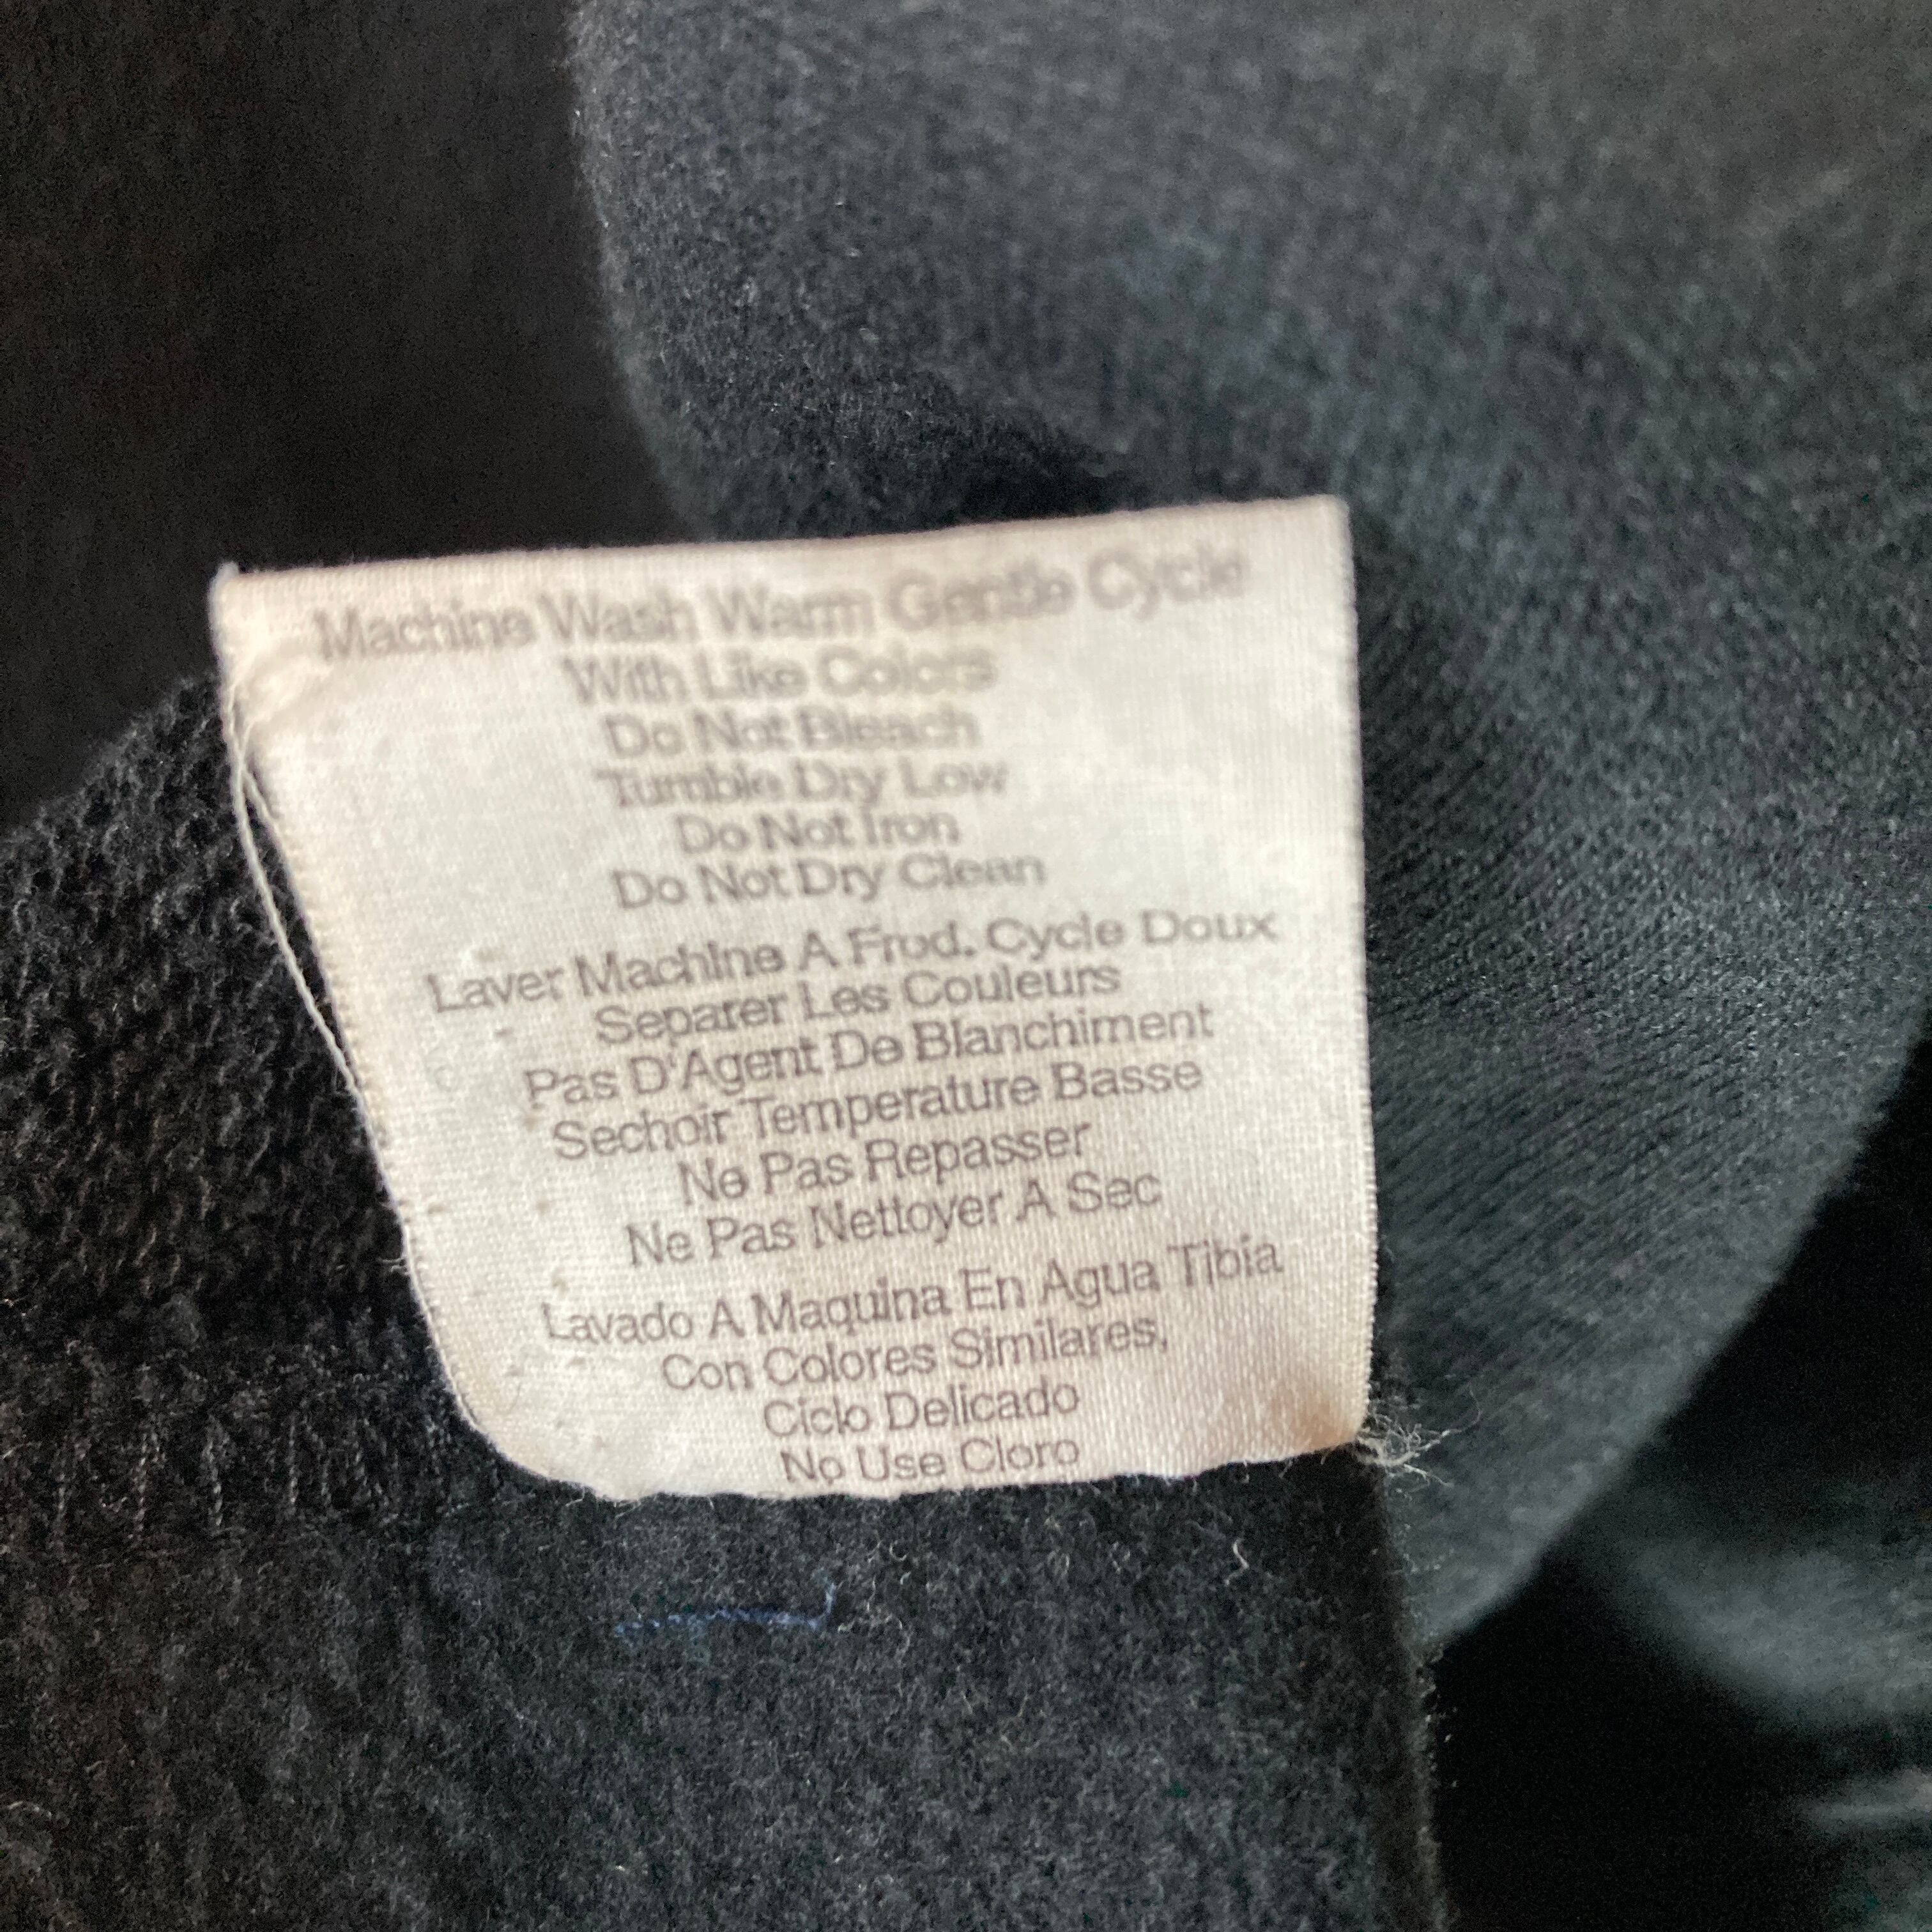 Machine Wash Warm Gentle Cycle
With Like Colors
Do Not Bleach
Tumble Dry Low
Do Not Iron
Do Not Dry Clean
Laver Machine A Frud. Cycle Doux
Separer Les Couleurs
Pas D'Agent De Blanchiment
Sechoir Temperature Basse
Ne Pas Repasser
Ne Pas Nettoyer A Sec
Lavado A Maquina En Agua Tibia
Con Colores Similares,
Ciclo Delicado
No Use Cloro